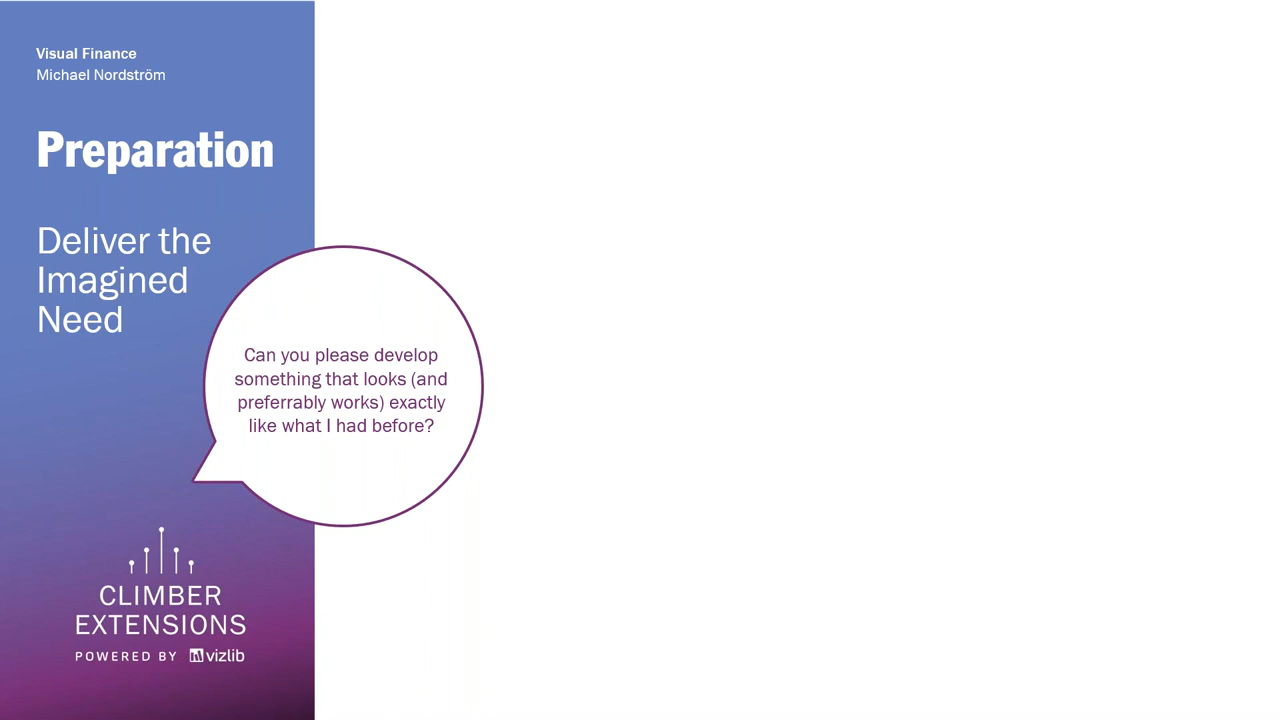 Visual Finance
Michael Nordström
Preparation
Deliver the
Imagined
Need
Can you please develop
something that looks (and
preferrably works) exactly
like what I had before?
CLIMBER
EXTENSIONS
POWERED BY vizlib